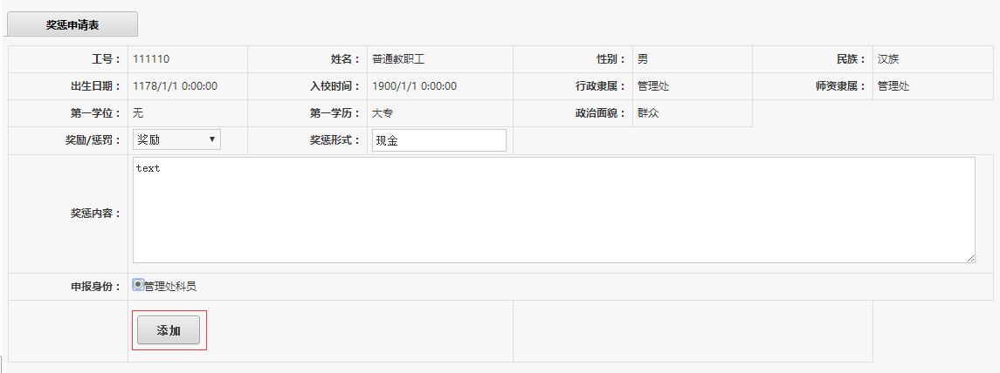 奖惩申请表
工号： 111110 姓名： 普通教职工 性别： 男 民族： 汉族
出生日期： 1178/1/1 0:00:00 入校时间： 1900/1/1 0:00:00 行政隶属： 管理处 师资隶属： 管理处
第一学位： 无 第一学历： 大专 政治面貌： 群众
奖励/惩罚： 奖励 奖惩形式： 现金
奖惩内容： text
申报身份： 管理处科员
添加